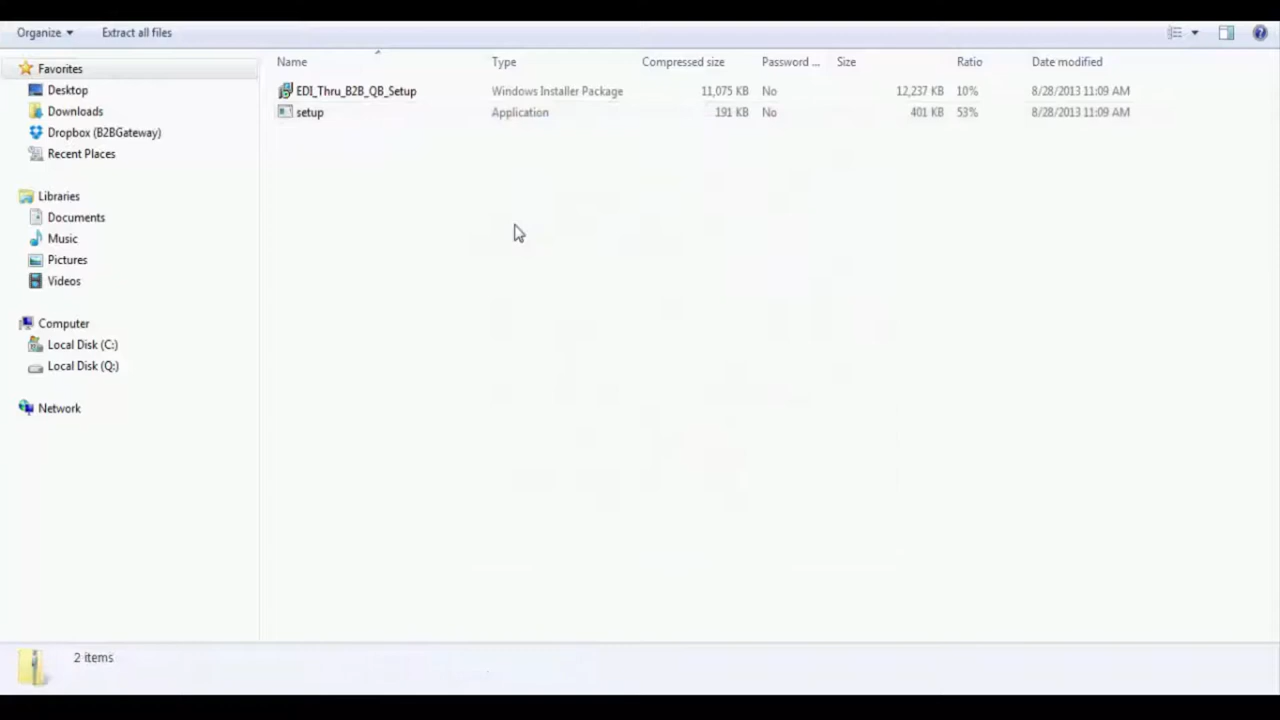 Organize Extract all files
Name Type Compressed size Password ... Size Ratio Date modified
EDI_Thru_B2B_QB_Setup Windows Installer Package 11,075 KB No 12,237 KB 10% 8/28/2013 11:09 AM
setup Application 191 KB No 401 KB 53% 8/28/2013 11:09 AM
Favorites
Desktop
Downloads
Dropbox (B2BGateway)
Recent Places
Libraries
Documents
Music
Pictures
Videos
Computer
Local Disk (C:)
Local Disk (Q:)
Network
2 items